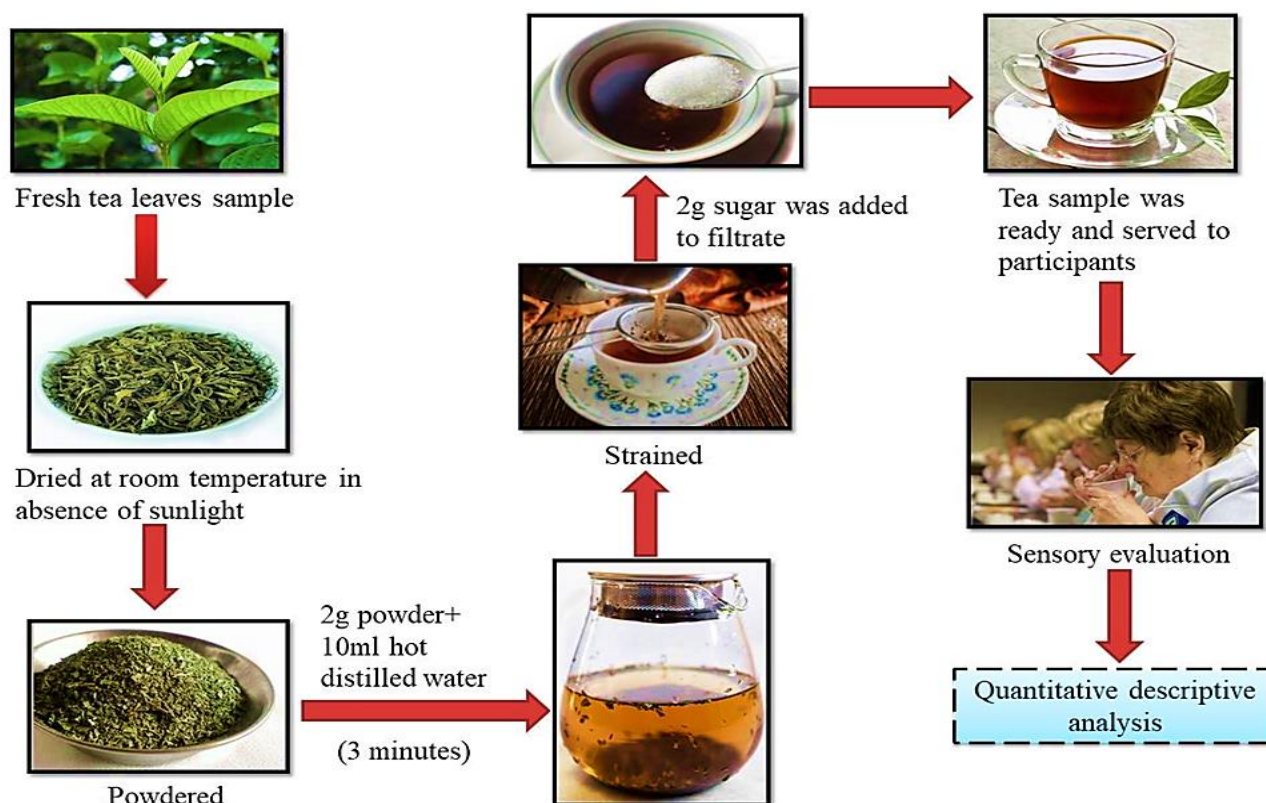 Fresh tea leaves sample
Dried at room temperature in
absence of sunlight
Powdered
2g powder+
10ml hot
distilled water
(3 minutes)
Strained
2g sugar was added
to filtrate
Tea sample was
ready and served to
participants
Sensory evaluation
Quantitative descriptive
analysis